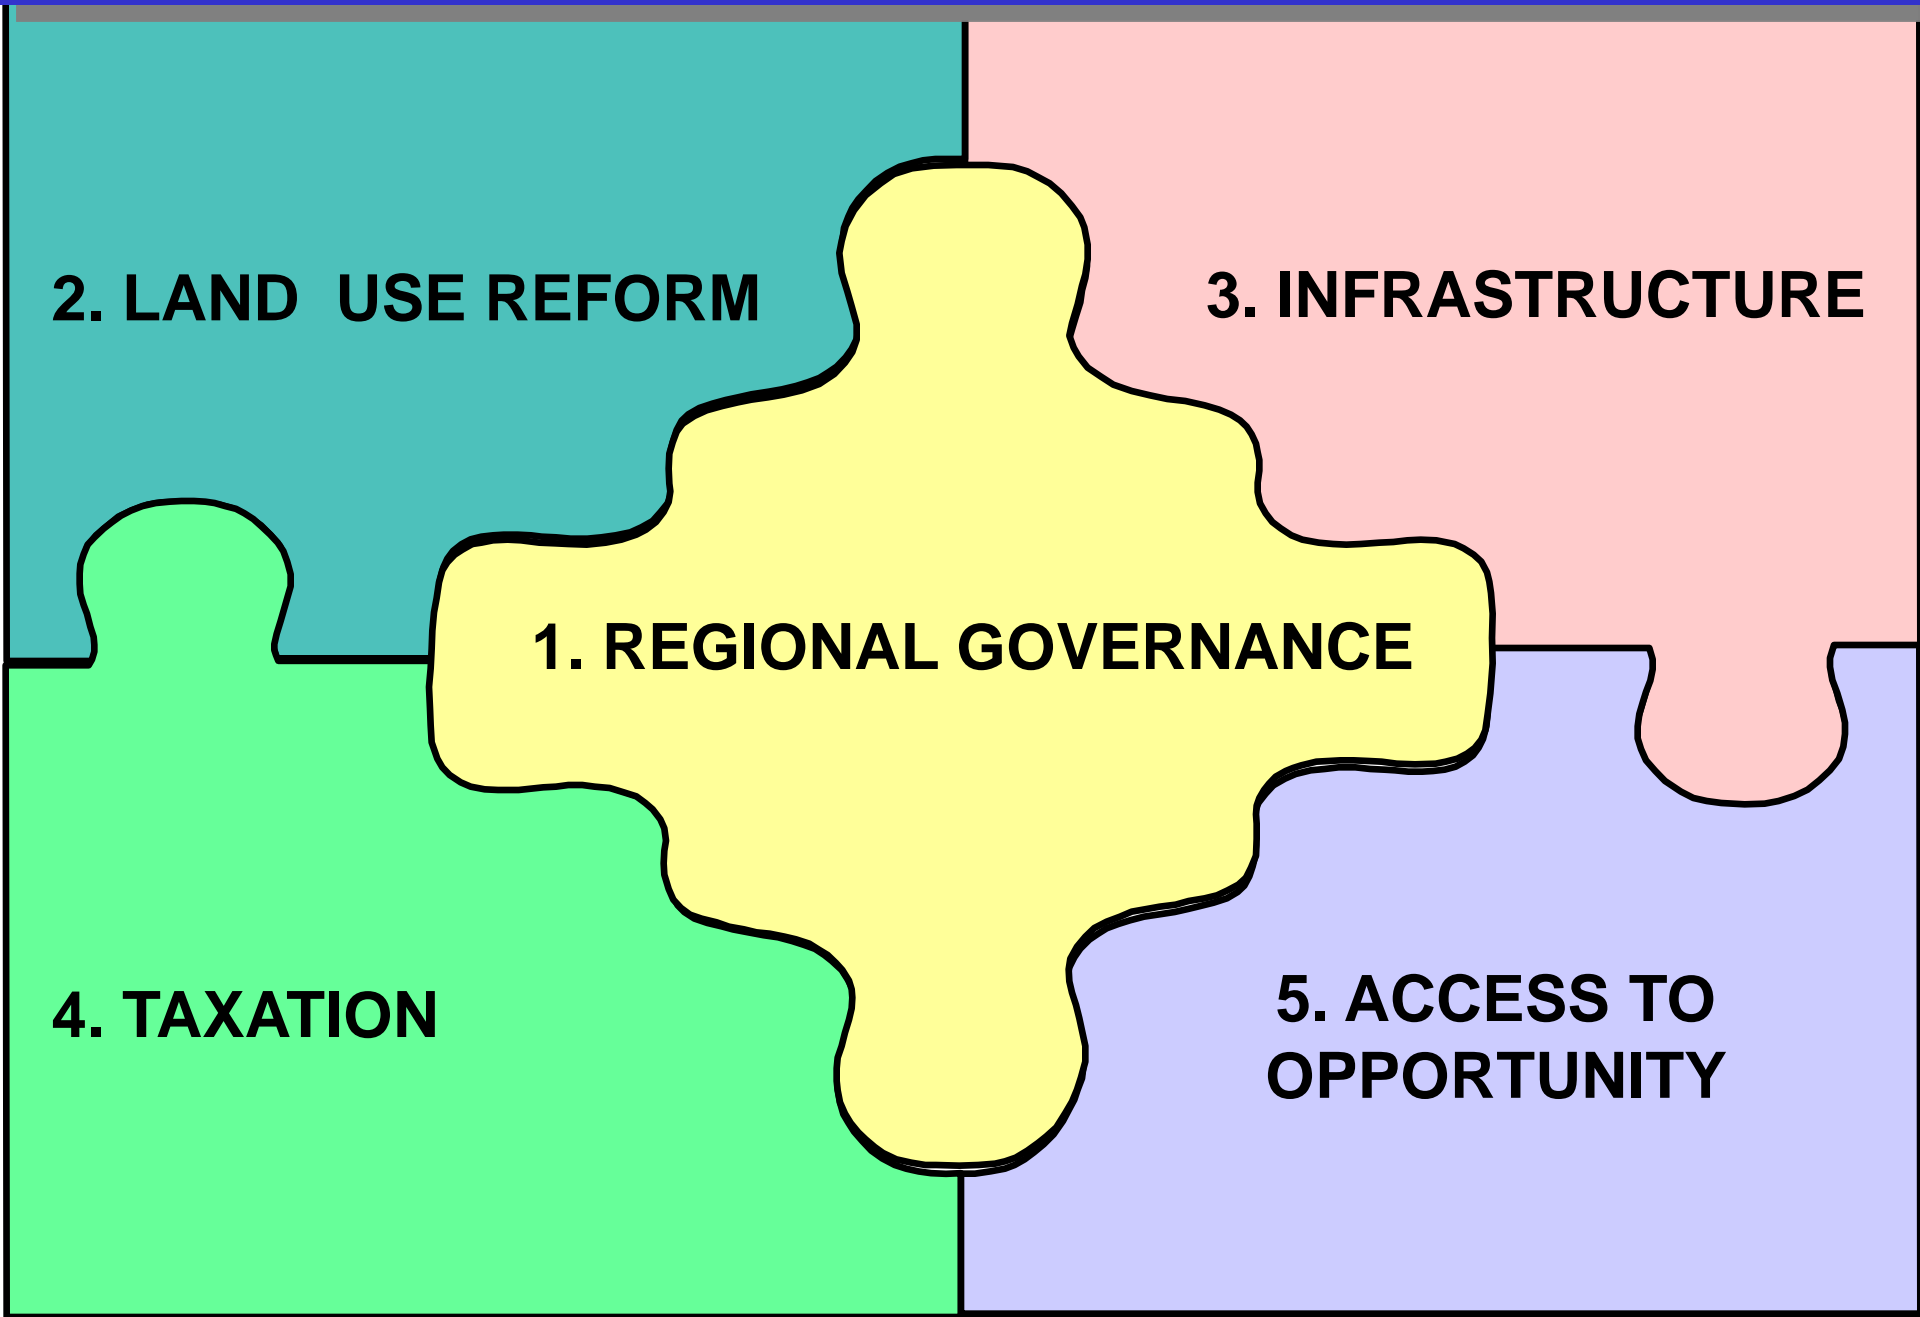 2. LAND  USE REFORM
3. INFRASTRUCTURE
1. REGIONAL GOVERNANCE
4. TAXATION
5. ACCESS TO
OPPORTUNITY